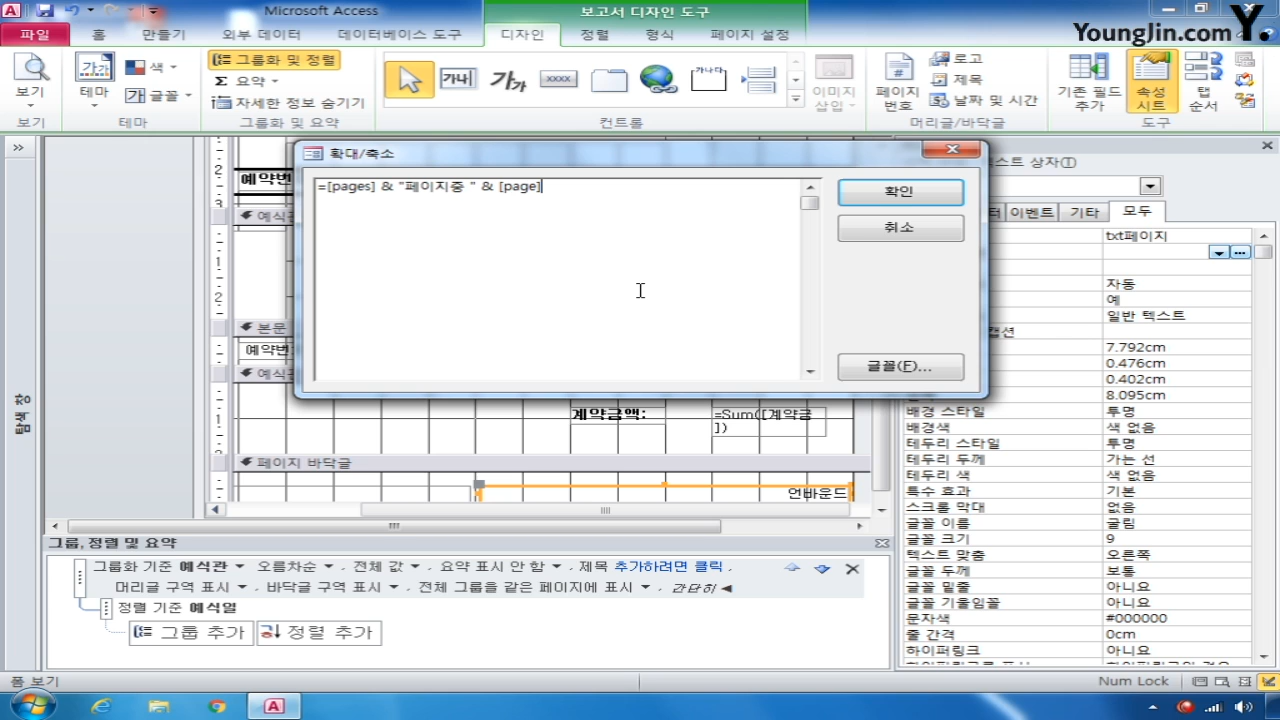 Microsoft Access
보고서 디자인 도구
파일
홈
만들기
외부 데이터
데이터베이스 도구
디자인
정렬
형식
페이지 설정
YoungJin.com Y.
보기
테마
색
글꼴
그룹화 및 정렬
Σ 요약
자세한 정보 숨기기
이미지
삽입
페이지
번호
로고
제목
날짜 및 시간
기존 필드
추가
속성
시트
탭
순서
보기
테마
그룹화 및 요약
컨트롤
머리글/바닥글
도구
확대/축소
=[pages] & "페이지중 " & [page]
확인
취소
글꼴(F)...
예약번
예식
본문
예약번
예식
계약금액:
=Sum([계약금
])
페이지 바닥글
언바운드
탐색 창
스트 상자(I)
이벤트
기타
모두
txt페이지
자동
예
일반 텍스트
캡션
7.792cm
0.476cm
0.402cm
8.095cm
배경 스타일 투명
배경색 색 없음
테두리 스타일 투명
테두리 두께 가는 선
테두리 색 색 없음
특수 효과 기본
스크롤 막대 없음
글꼴 이름 굴림
글꼴 크기 9
텍스트 맞춤 오른쪽
글꼴 두께 보통
글꼴 밑줄 아니요
글꼴 기울임꼴 아니요
문자색 #000000
줄 간격 0cm
하이퍼링크 아니요
그룹, 정렬 및 요약
그룹화 기준 예식관 오름차순 , 전체 값 , 요약 표시 안 함 , 제목 추가하려면 클릭 ,
머리글 구역 표시 , 바닥글 구역 표시 , 전체 그룹을 같은 페이지에 표시 , 간단히
정렬 기준 예식일
그룹 추가
정렬 추가
폼 보기
Num Lock